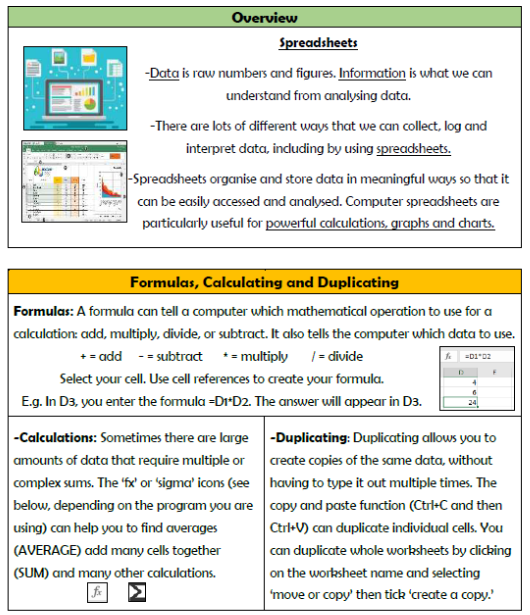 Overview
Spreadsheets
-Data is raw numbers and figures. Information is what we can
understand from analysing data.
-There are lots of different ways that we can collect, log and
interpret data, including by using spreadsheets.
-Spreadsheets organise and store data in meaningful ways so that it
can be easily accessed and analysed. Computer spreadsheets are
particularly useful for powerful calculations, graphs and charts.
Formulas, Calculating and Duplicating
Formulas: A formula can tell a computer which mathematical operation to use for a
calculation: add, multiply, divide, or subtract. It also tells the computer which data to use.
+ = add - = subtract * = multiply / = divide
Select your cell. Use cell references to create your formula.
E.g. In D3, you enter the formula =D1*D2. The answer will appear in D3.
fx =D1*D2
D E
4
6
24
-Calculations: Sometimes there are large
amounts of data that require multiple or
complex sums. The 'fx' or 'sigma' icons (see
below, depending on the program you are
using) can help you to find averages
(AVERAGE) add many cells together
(SUM) and many other calculations.
fx Σ
-Duplicating: Duplicating allows you to
create copies of the same data, without
having to type it out multiple times. The
copy and paste function (Ctrl+C and then
Ctrl+V) can duplicate individual cells. You
can duplicate whole worksheets by clicking
on the worksheet name and selecting
'move or copy' then tick 'create a copy.'